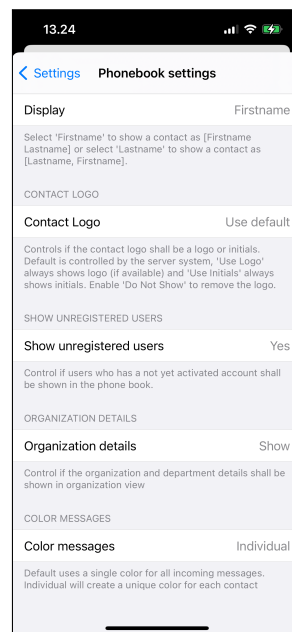 13.24
Settings Phonebook settings
Display Firstname
Select 'Firstname' to show a contact as [Firstname
Lastname] or select 'Lastname' to show a contact as
[Lastname, Firstname].
CONTACT LOGO
Contact Logo Use default
Controls if the contact logo shall be a logo or initials.
Default is controlled by the server system, 'Use Logo'
always shows logo (if available) and 'Use Initials' always
shows initials. Enable 'Do Not Show' to remove the logo.
SHOW UNREGISTERED USERS
Show unregistered users Yes
Control if users who has a not yet activated account shall
be shown in the phone book.
ORGANIZATION DETAILS
Organization details Show
Control if the organization and department details shall be
shown in organization view
COLOR MESSAGES
Color messages Individual
Default uses a single color for all incoming messages.
Individual will create a unique color for each contact